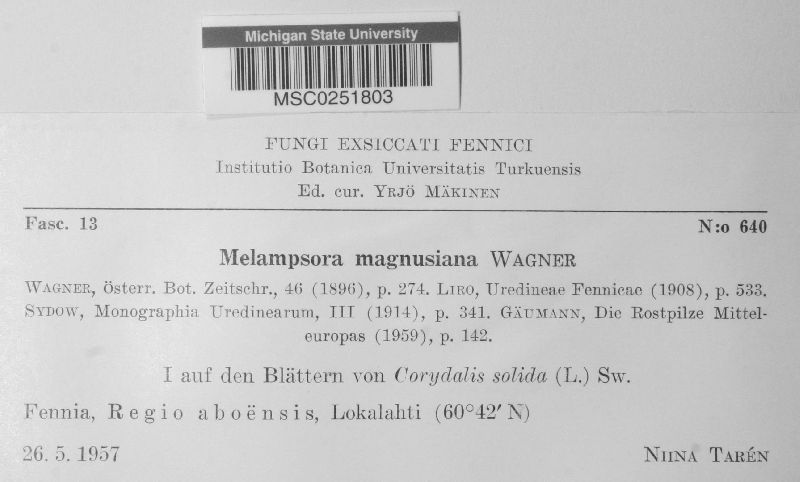 Michigan State University
MSC0251803
FUNGI EXSICCATI FENNICI
Institutio Botanica Universitatis Turkuensis
Ed. cur. YRJÖ MÄKINEN
Fasc. 13 N:o 640
Melampsora magnusiana WAGNER
WAGNER, Österr. Bot. Zeitschr., 46 (1896), p. 274. LIRO, Uredineae Fennicae (1908), p. 533.
SYDOW, Monographia Uredinearum, III (1914), p. 341. GÄUMANN, Die Rostpilze Mittel-
europas (1959), p. 142.
I auf den Blättern von Corydalis solida (L.) Sw.
Fennia, Regio aboënsis, Lokalahti (60°42′ N)
26. 5. 1957 NIINA TARÉN